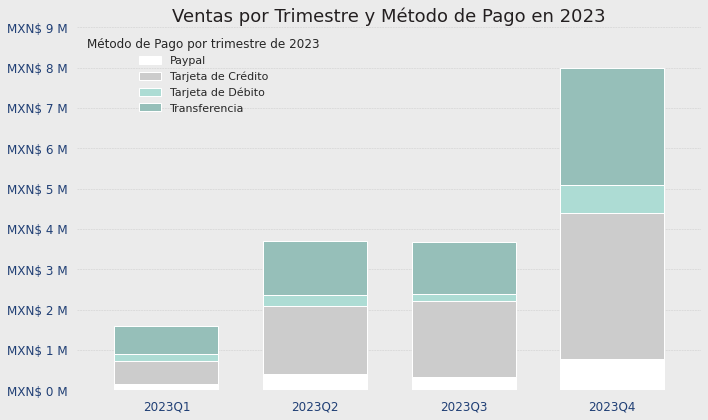 Ventas por Trimestre y Método de Pago en 2023
MXN$ 9 M
MXN$ 8 M
MXN$ 7 M
MXN$ 6 M
MXN$ 5 M
MXN$ 4 M
MXN$ 3 M
MXN$ 2 M
MXN$ 1 M
MXN$ 0 M
Método de Pago por trimestre de 2023
Paypal
Tarjeta de Crédito
Tarjeta de Débito
Transferencia
2023Q1
2023Q2
2023Q3
2023Q4